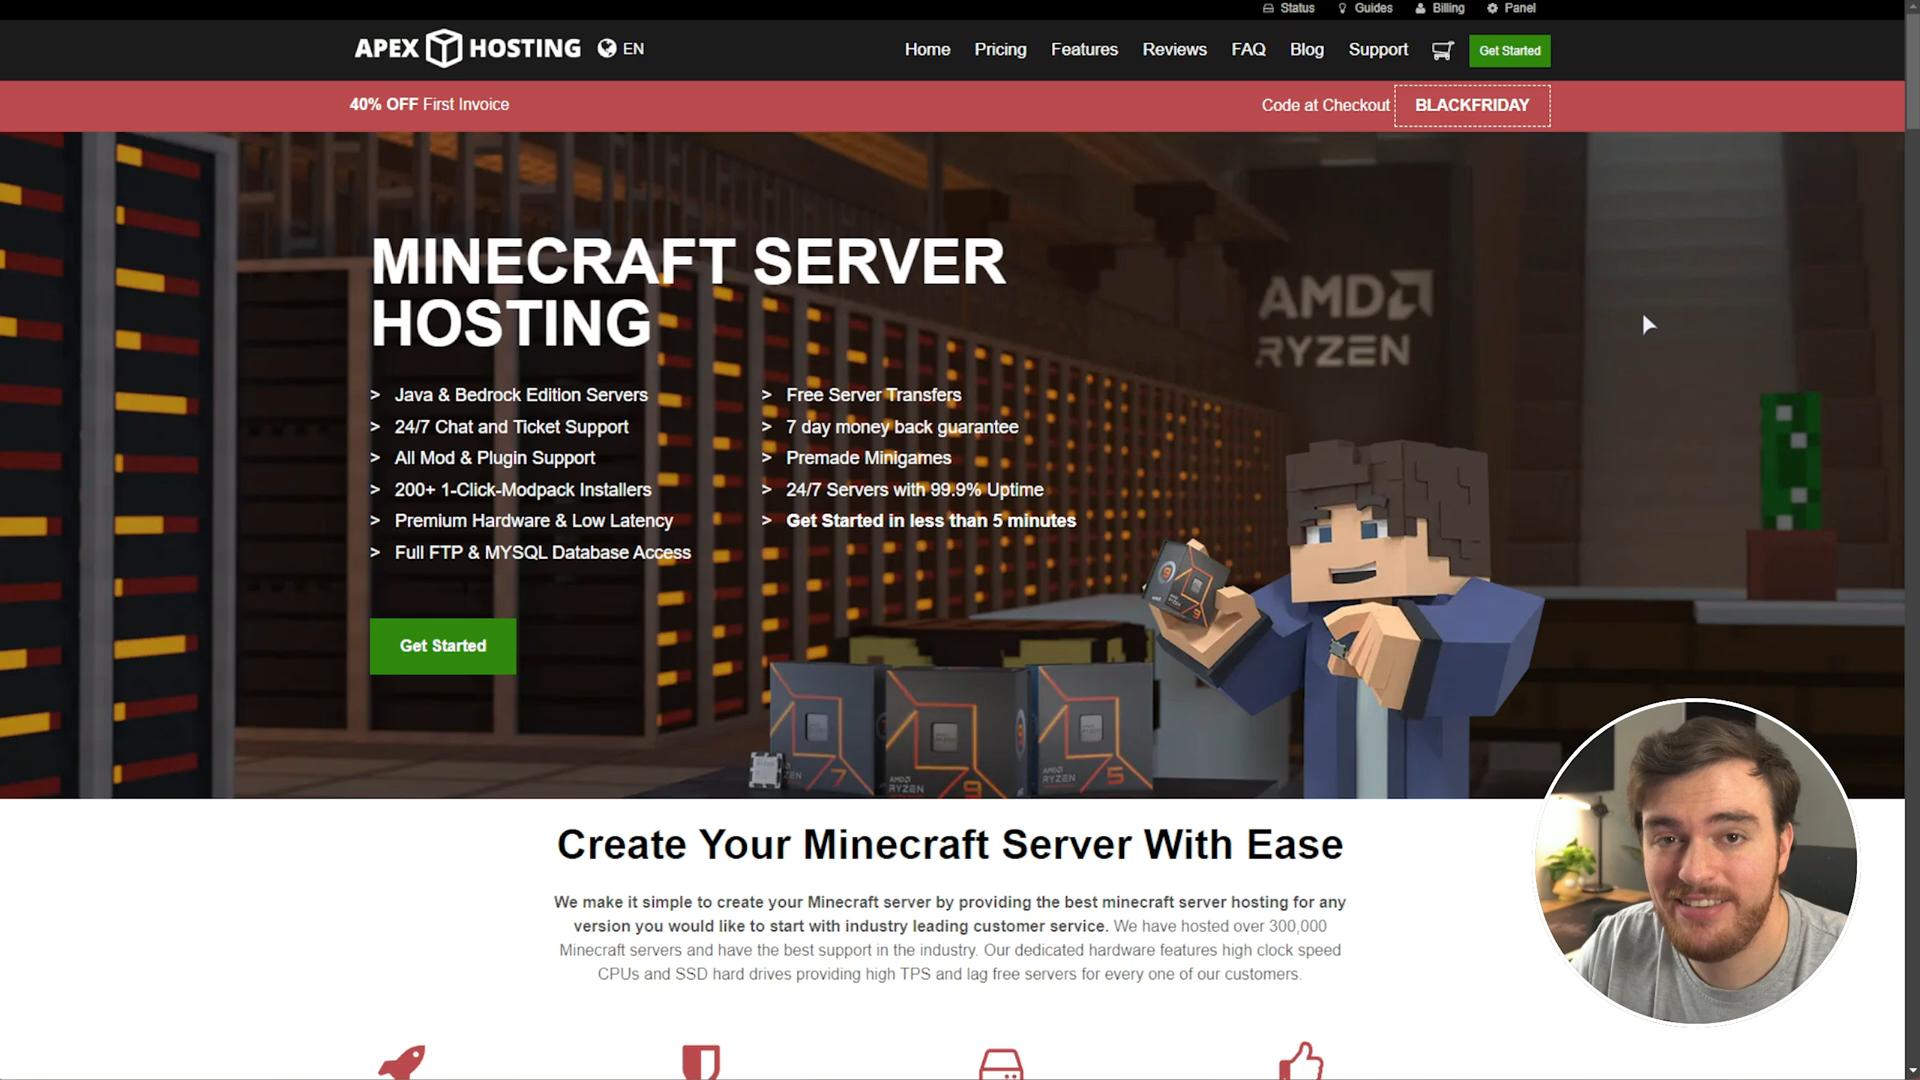 Status Guides Billing Panel
APEX HOSTING EN Home Pricing Features Reviews FAQ Blog Support Get Started
40% OFF First Invoice Code at Checkout BLACKFRIDAY
MINECRAFT SERVER
HOSTING
> Java & Bedrock Edition Servers
> 24/7 Chat and Ticket Support
> All Mod & Plugin Support
> 200+ 1-Click-Modpack Installers
> Premium Hardware & Low Latency
> Full FTP & MYSQL Database Access
> Free Server Transfers
> 7 day money back guarantee
> Premade Minigames
> 24/7 Servers with 99.9% Uptime
> Get Started in less than 5 minutes
Get Started
AMD
RYZEN
9
7
AMD
RYZEN
9
AMD
RYZEN
5
Create Your Minecraft Server With Ease
We make it simple to create your Minecraft server by providing the best minecraft server hosting for any
version you would like to start with industry leading customer service. We have hosted over 300,000
Minecraft servers and have the best support in the industry. Our dedicated hardware features high clock speed
CPUs and SSD hard drives providing high TPS and lag free servers for every one of our customers.